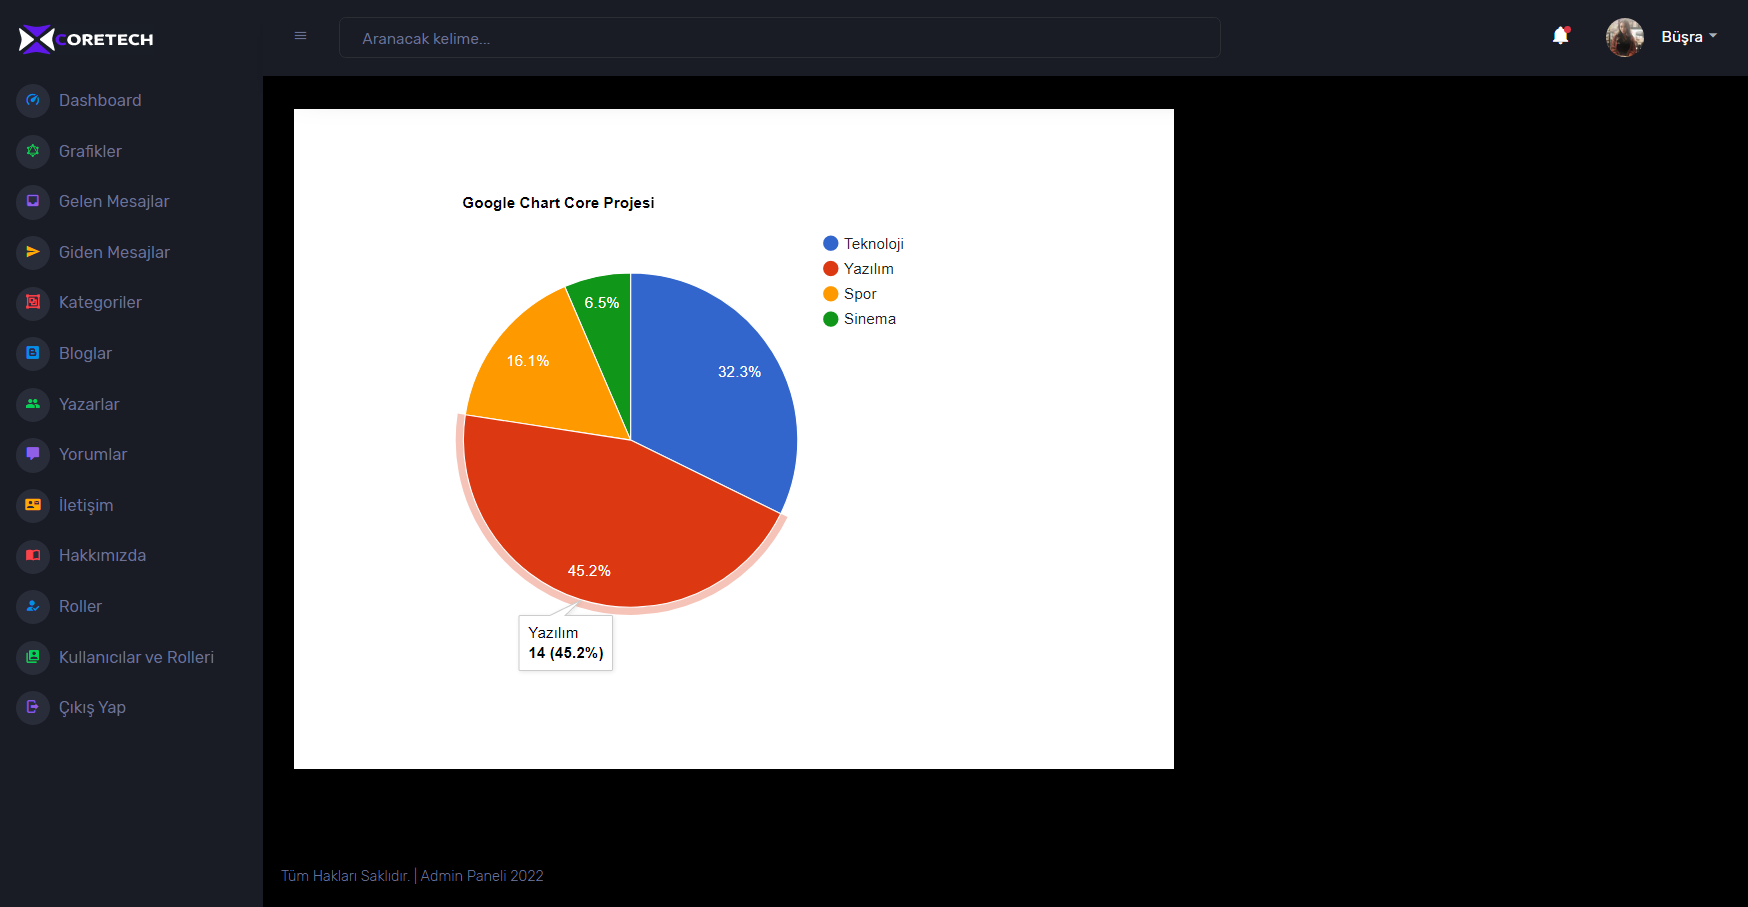 CORETECH
Aranacak kelime...
Büşra
Dashboard
Grafikler
Gelen Mesajlar
Giden Mesajlar
Kategoriler
Bloglar
Yazarlar
Yorumlar
İletişim
Hakkımızda
Roller
Kullanıcılar ve Rolleri
Çıkış Yap
Google Chart Core Projesi
Teknoloji
Yazılım
Spor
Sinema
6.5%
16.1%
32.3%
45.2%
Yazılım
14 (45.2%)
Tüm Hakları Saklıdır. | Admin Paneli 2022